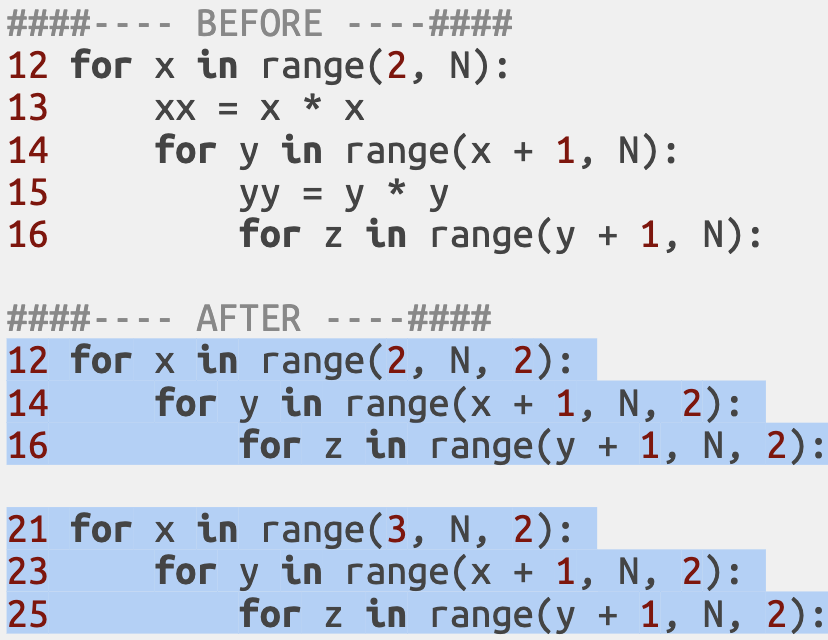 ####---- BEFORE ----####
12 for x in range(2, N):
13     xx = x * x
14     for y in range(x + 1, N):
15         yy = y * y
16         for z in range(y + 1, N):
####---- AFTER ----####
12 for x in range(2, N, 2):
14     for y in range(x + 1, N, 2):
16         for z in range(y + 1, N, 2):
21 for x in range(3, N, 2):
23     for y in range(x + 1, N, 2):
25         for z in range(y + 1, N, 2):